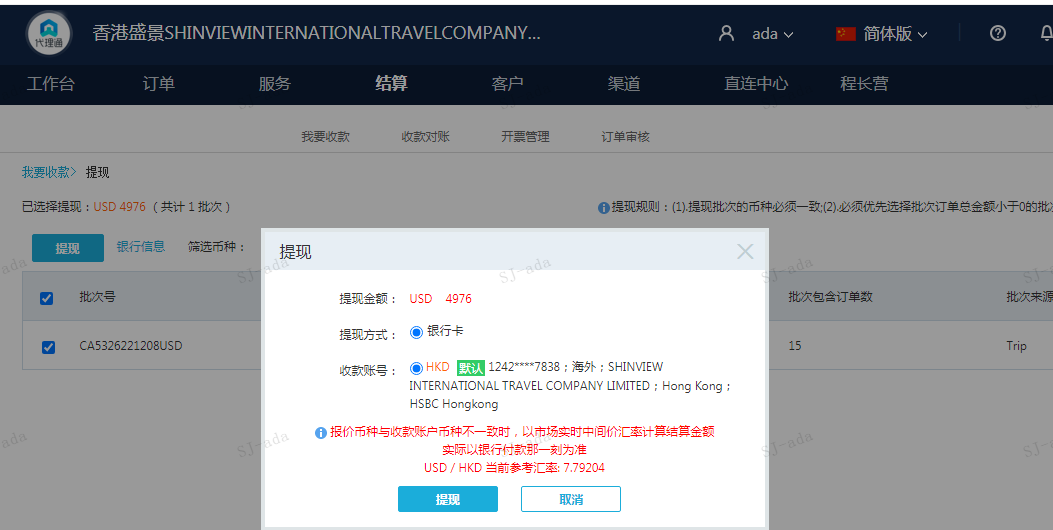 代理通
香港盛景SHINVIEWINTERNATIONALTRAVELCOMPANY...
ada
简体版
工作台 订单 服务 结算 客户 渠道 直连中心 程长营
我要收款 收款对账 开票管理 订单审核
我要收款> 提现
已选择提现：USD 4976 （ 共计 1 批次 ）
提现规则：(1).提现批次的币种必须一致;(2).必须优先选择批次订单总金额小于0的批次
提现 银行信息 筛选币种：
批次号 批次包含订单数 批次来源
CA5326221208USD 15 Trip
提现
提现金额： USD 4976
提现方式： 银行卡
收款账号： HKD 默认 1242****7838；海外；SHINVIEW
INTERNATIONAL TRAVEL COMPANY LIMITED；Hong Kong；
HSBC Hongkong
报价币种与收款账户币种不一致时，以市场实时中间价汇率计算结算金额
实际以银行付款那一刻为准
USD / HKD 当前参考汇率: 7.79204
提现 取消
SJ-ada
SJ-ada
SJ-ada
SJ-ada
SJ-ada
SJ-ada